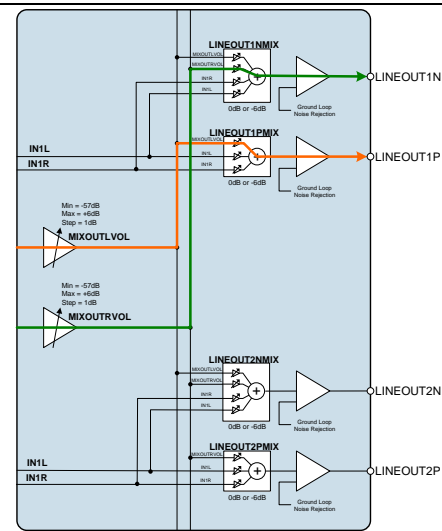 LINEOUT1NMIX
MIXOUTLVOL
MIXOUTRVOL
IN1R
IN1L
0dB or -6dB
Ground Loop
Noise Rejection
LINEOUT1N
LINEOUT1PMIX
MIXOUTLVOL
IN1L
IN1R
0dB or -6dB
Ground Loop
Noise Rejection
LINEOUT1P
IN1L
IN1R
Min = -57dB
Max = +6dB
Step = 1dB
MIXOUTLVOL
Min = -57dB
Max = +6dB
Step = 1dB
MIXOUTRVOL
LINEOUT2NMIX
MIXOUTLVOL
MIXOUTRVOL
IN1R
IN1L
0dB or -6dB
Ground Loop
Noise Rejection
LINEOUT2N
LINEOUT2PMIX
MIXOUTRVOL
IN1L
IN1R
0dB or -6dB
Ground Loop
Noise Rejection
LINEOUT2P
IN1L
IN1R